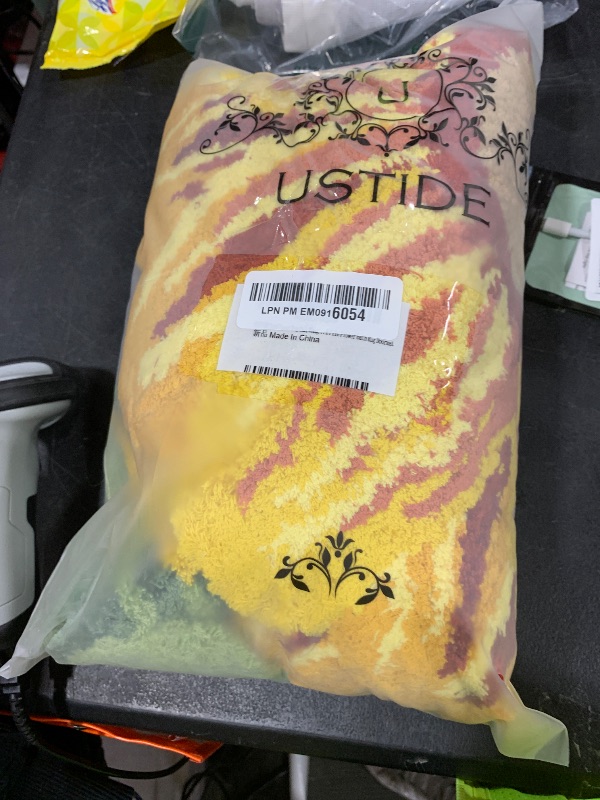 J
USTIDE
LPN PM EM0916054
Made In China